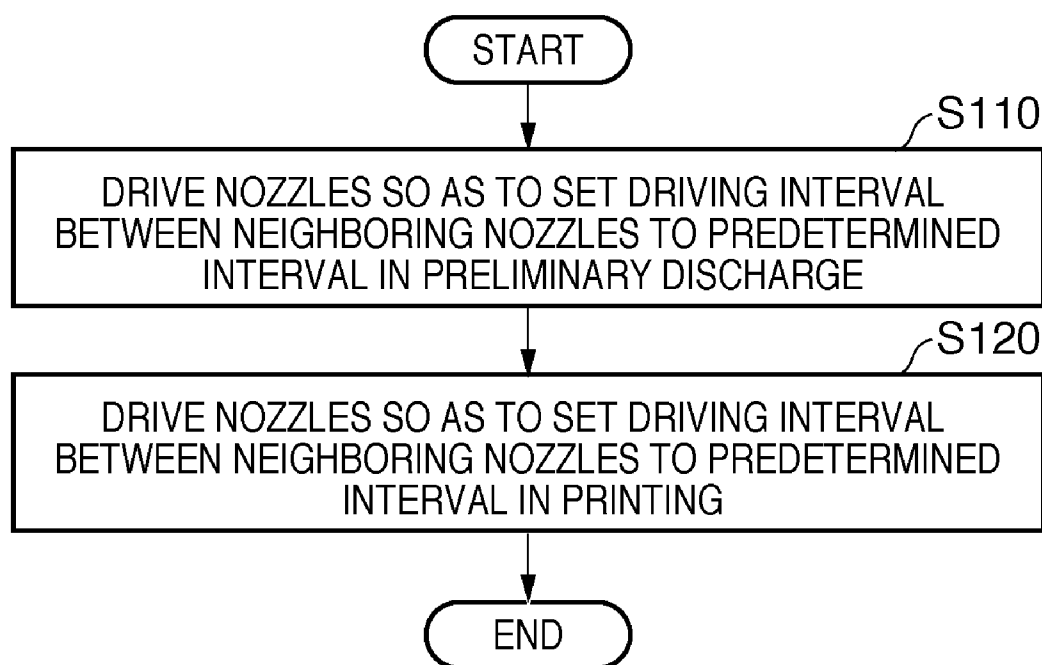 START
S110
DRIVE NOZZLES SO AS TO SET DRIVING INTERVAL
BETWEEN NEIGHBORING NOZZLES TO PREDETERMINED
INTERVAL IN PRELIMINARY DISCHARGE
S120
DRIVE NOZZLES SO AS TO SET DRIVING INTERVAL
BETWEEN NEIGHBORING NOZZLES TO PREDETERMINED
INTERVAL IN PRINTING
END